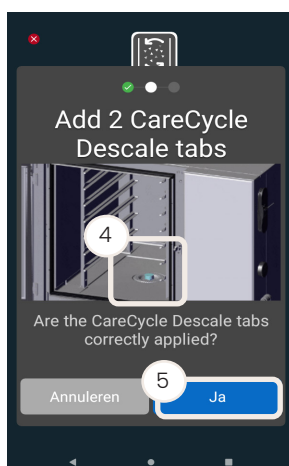 Add 2 CareCycle
Descale tabs
4
Are the CareCycle Descale tabs
correctly applied?
5
Annuleren
Ja